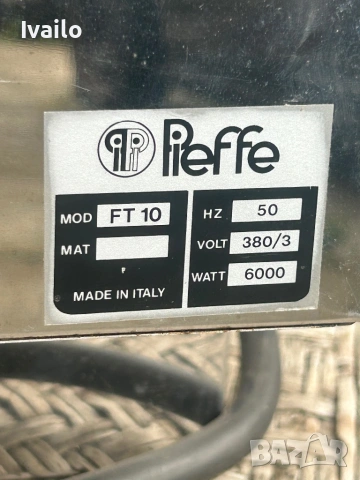 Ivailo
Pieffe
MOD FT 10
MAT
MADE IN ITALY
HZ 50
VOLT 380/3
WATT 6000
BAZAR